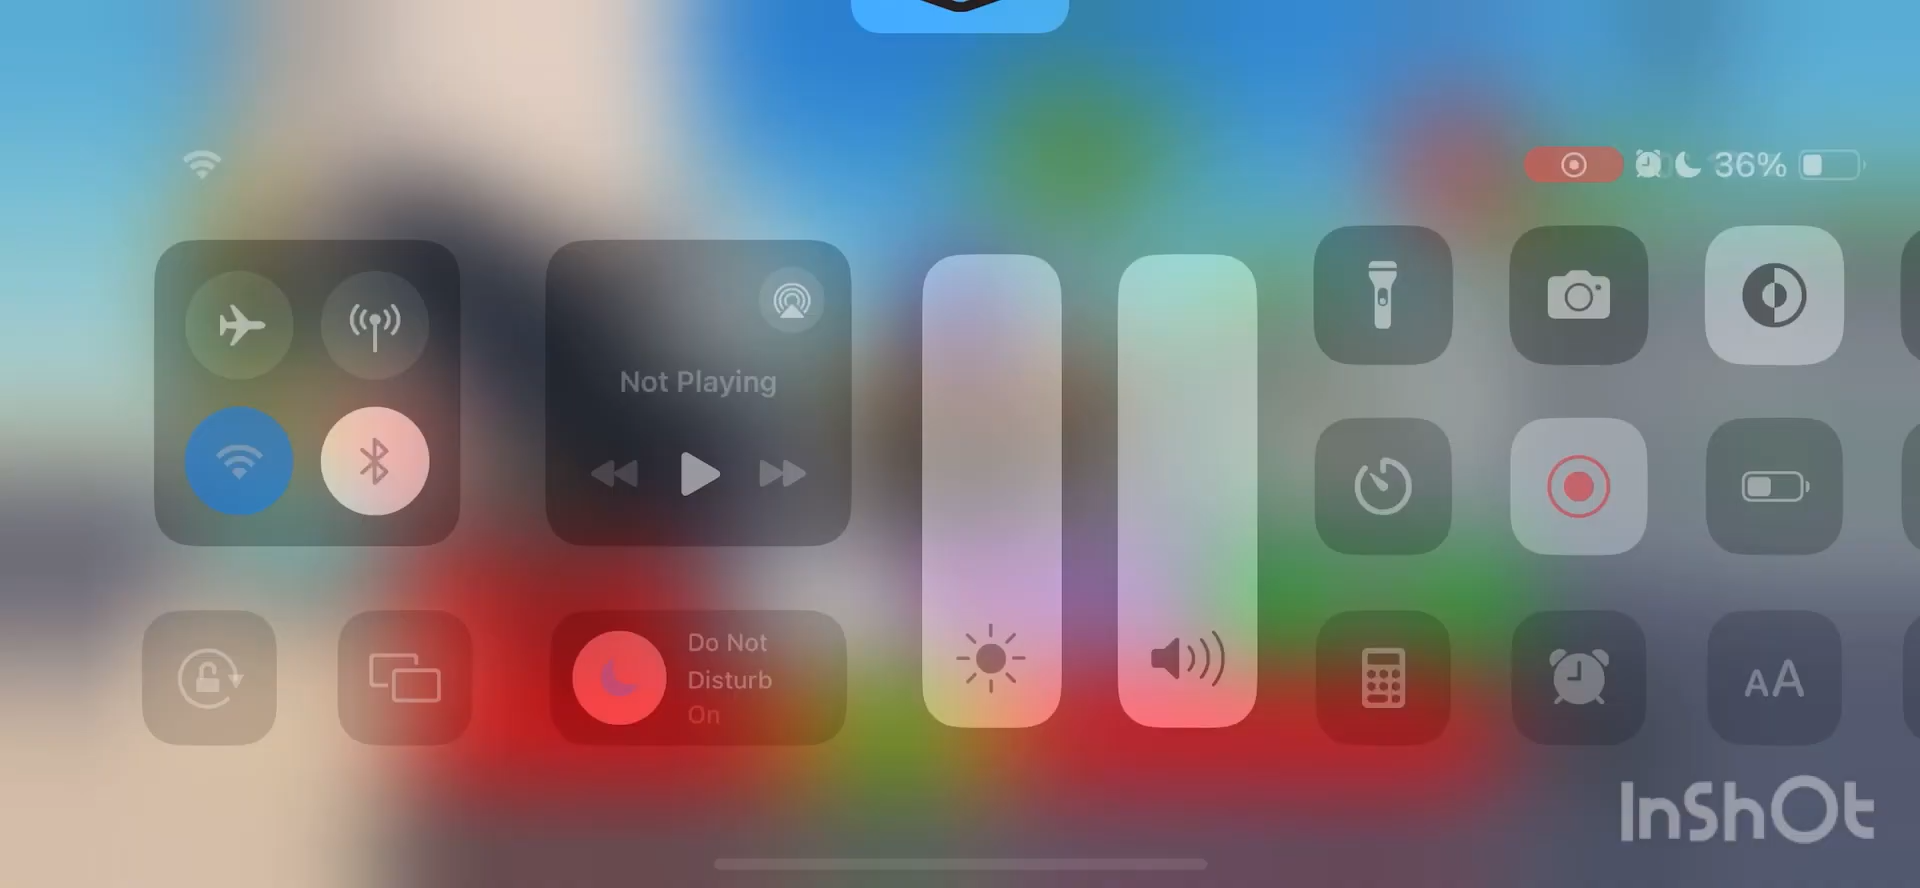 36%
Not Playing
Do Not
Disturb
On
AA
InShOt